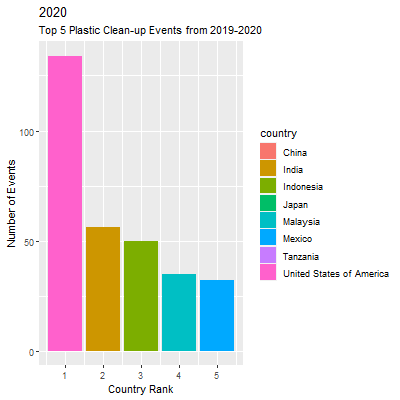 2020
Top 5 Plastic Clean-up Events from 2019-2020
Number of Events
100
50
0
1 2 3 4 5
Country Rank
country
China
India
Indonesia
Japan
Malaysia
Mexico
Tanzania
United States of America